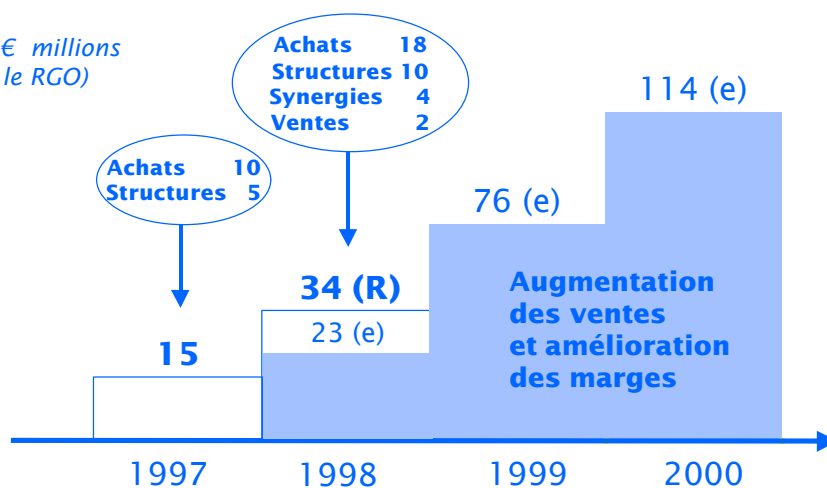 € millions
le RGO)
Achats 18
Structures 10
Synergies 4
Ventes 2
Achats 10
Structures 5
114 (e)
76 (e)
34 (R)
23 (e)
15
Augmentation
des ventes
et amélioration
des marges
1997 1998 1999 2000